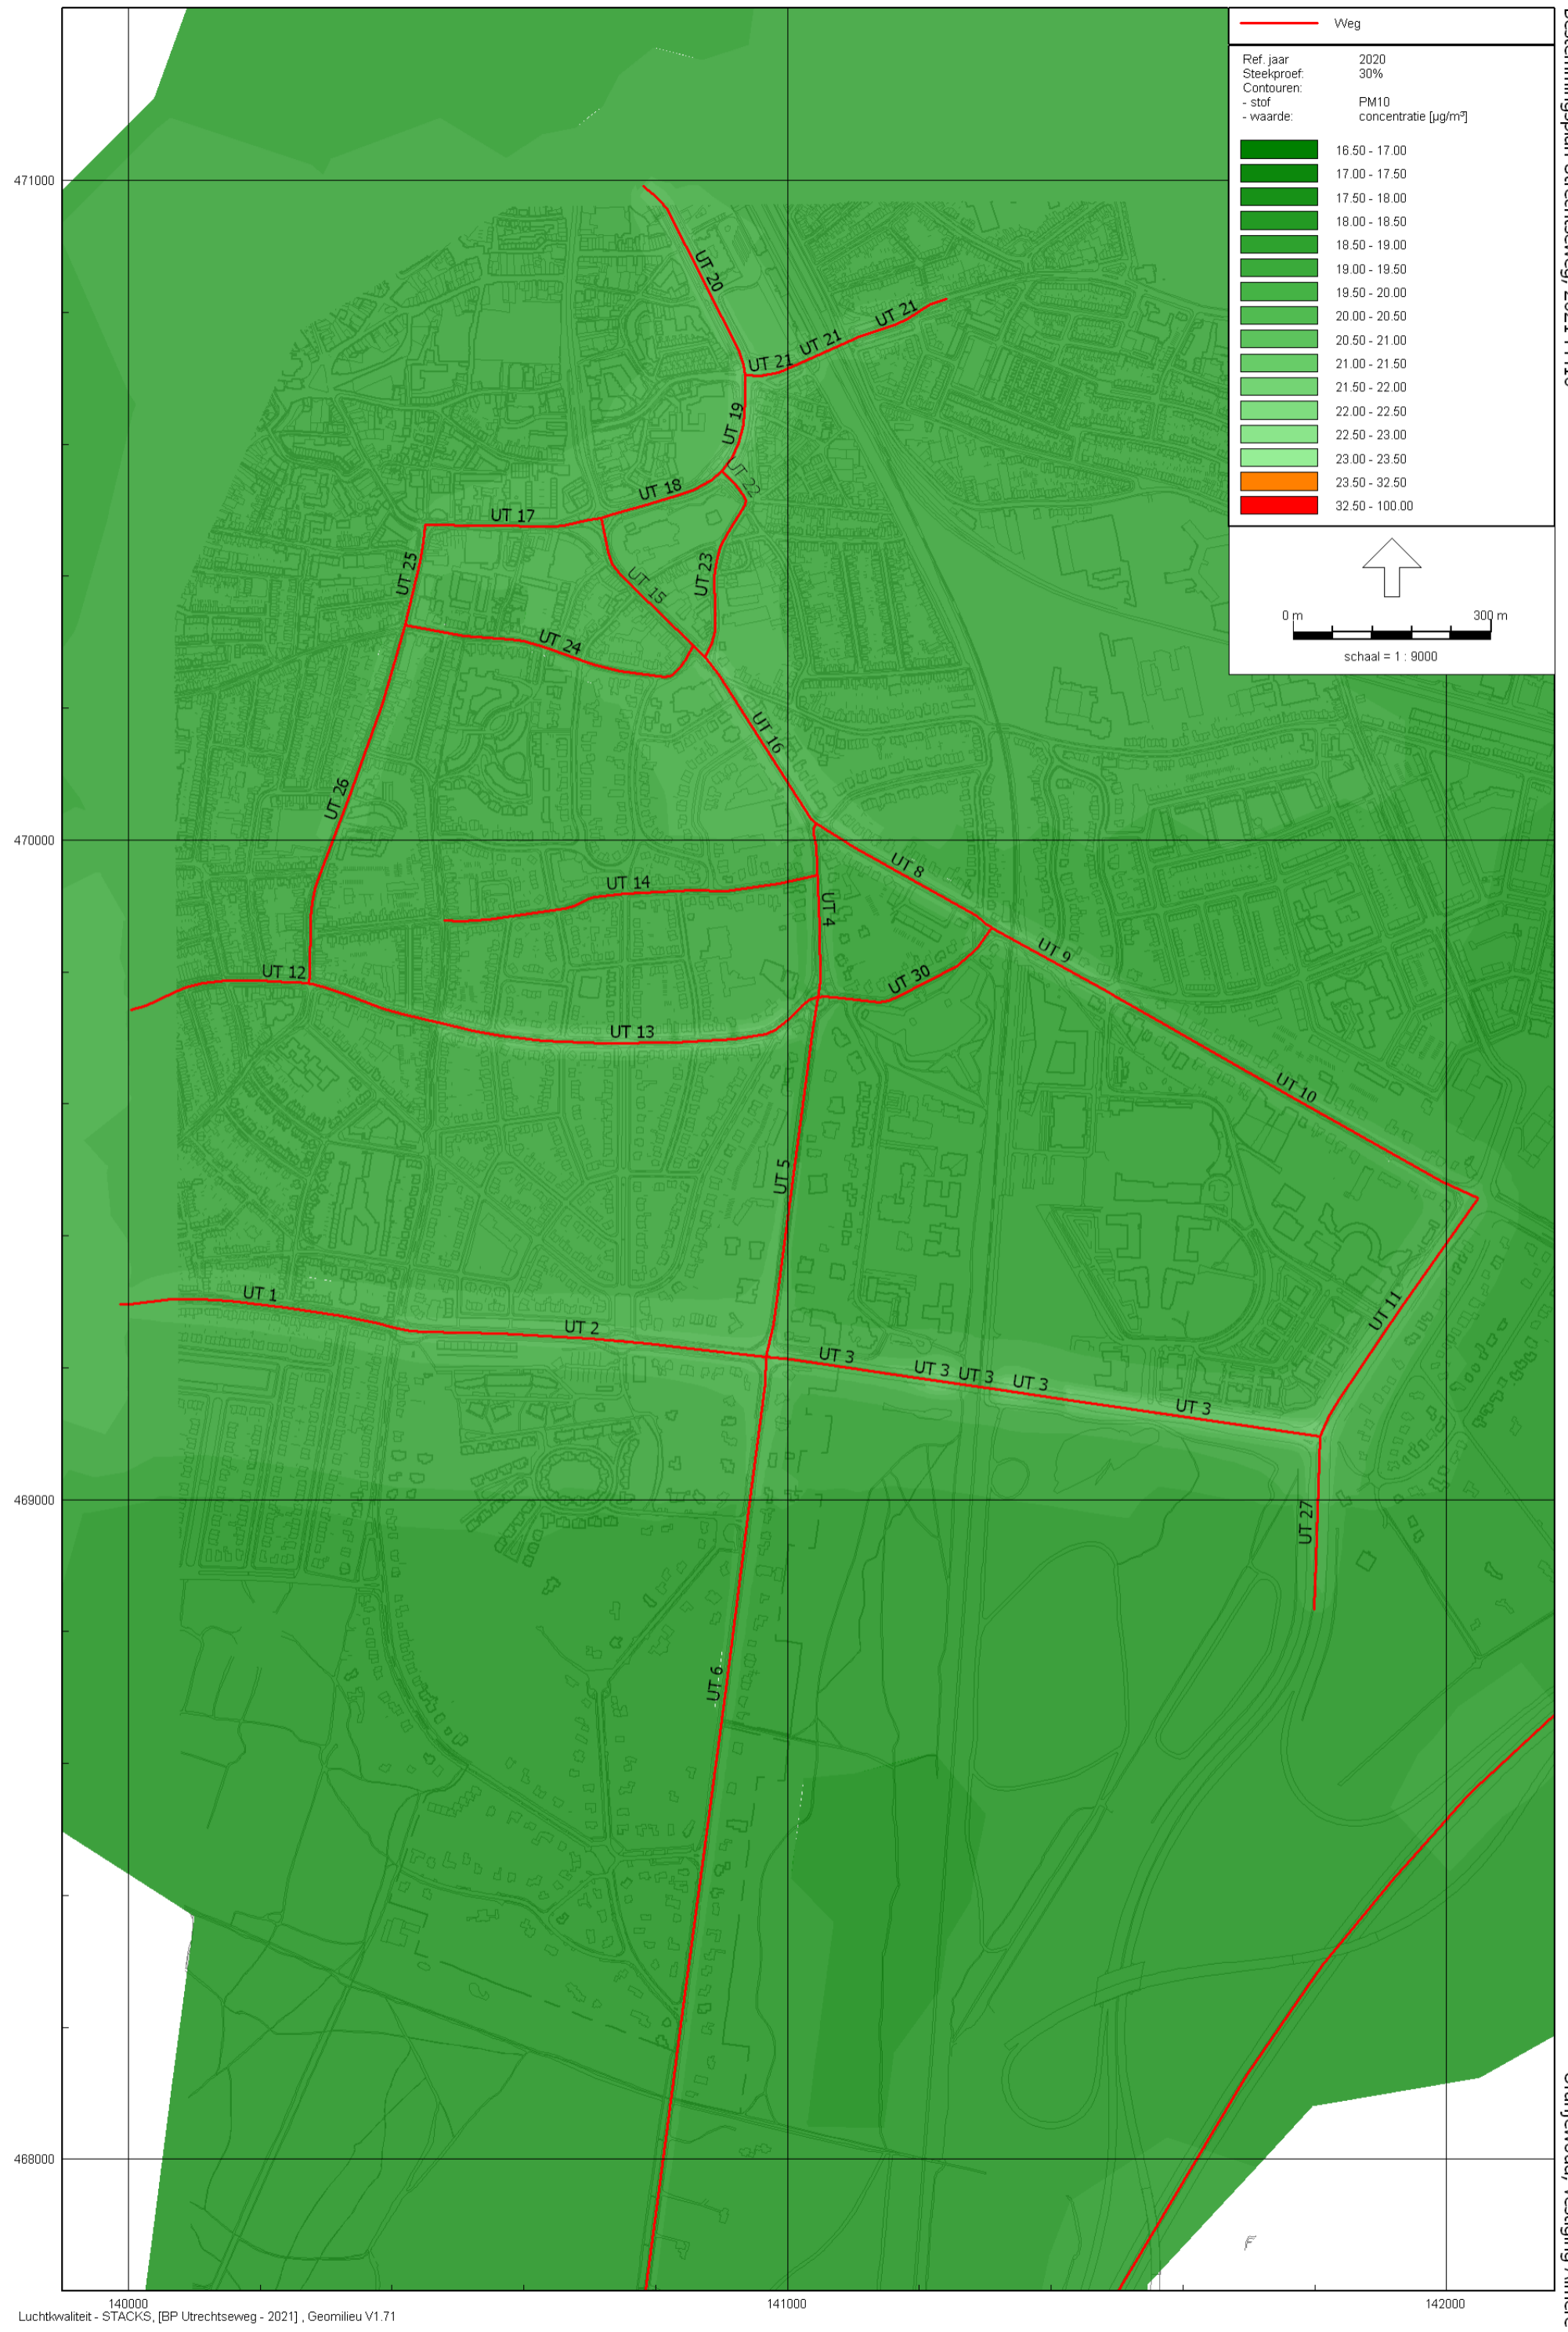 Weg
Ref. jaar 2020
Steekproef: 30%
Contouren:
- stof PM10
- waarde: concentratie [µg/m³]
16.50 - 17.00
17.00 - 17.50
17.50 - 18.00
18.00 - 18.50
18.50 - 19.00
19.00 - 19.50
19.50 - 20.00
20.00 - 20.50
20.50 - 21.00
21.00 - 21.50
21.50 - 22.00
22.00 - 22.50
22.50 - 23.00
23.00 - 23.50
23.50 - 32.50
32.50 - 100.00
0 m 300 m
schaal = 1 : 9000
471000
UT 20
UT 21
UT 21
UT 21
UT 19
UT 22
UT 18
UT 17
UT 25
UT 15
UT 23
UT 24
UT 16
UT 26
470000
UT 8
UT 14
UT 4
UT 9
UT 12
UT 30
UT 13
UT 10
UT 5
UT 1
UT 2
UT 11
UT 3
UT 3
UT 3
UT 3
UT 3
469000
UT 27
UT 6
468000
140000
141000
142000
Luchtkwaliteit - STACKS, [BP Utrechtseweg - 2021] , Geomilieu V1.71